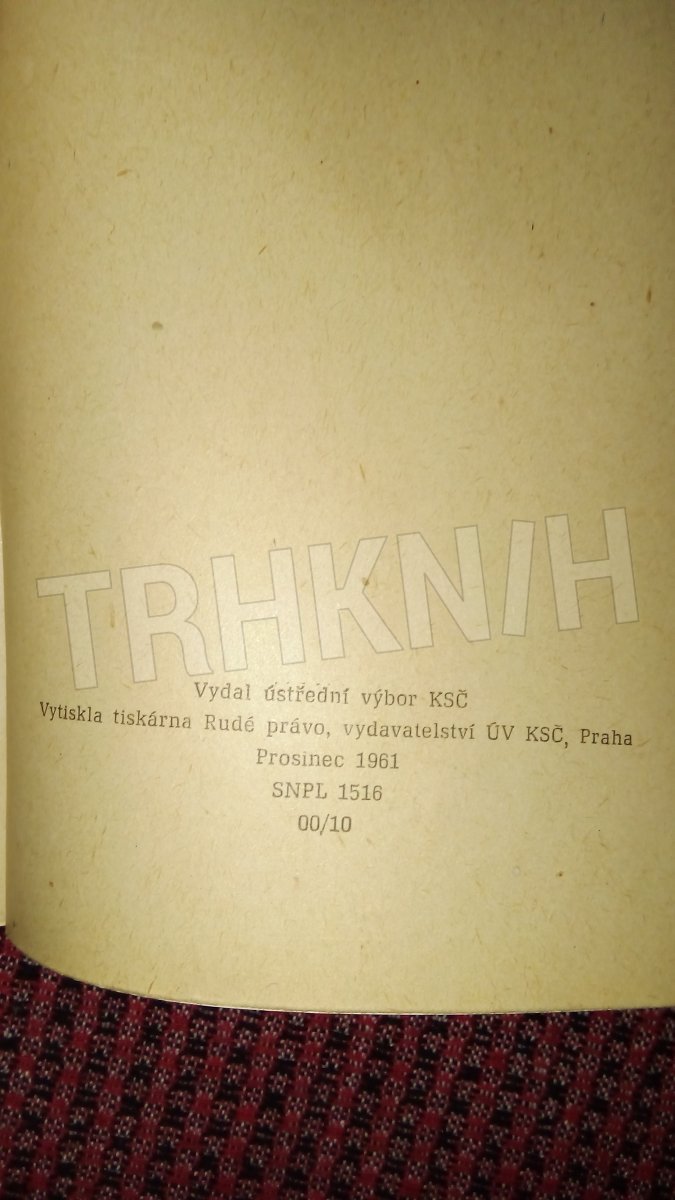 TRHKNIH
Vydal ústřední výbor KSČ
Vytiskla tiskárna Rudé právo, vydavatelství ÚV KSČ, Praha
Prosinec 1961
SNPL 1516
00/10